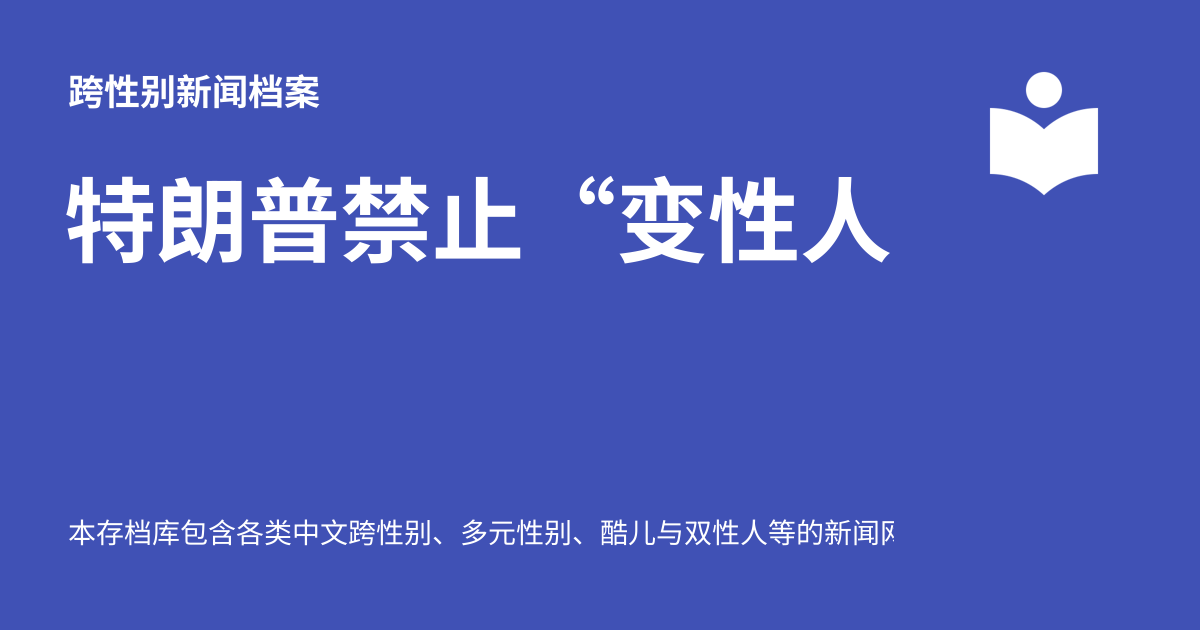 跨性别新闻档案
特朗普禁止“变性人
本存档库包含各类中文跨性别、多元性别、酷儿与双性人等的新闻